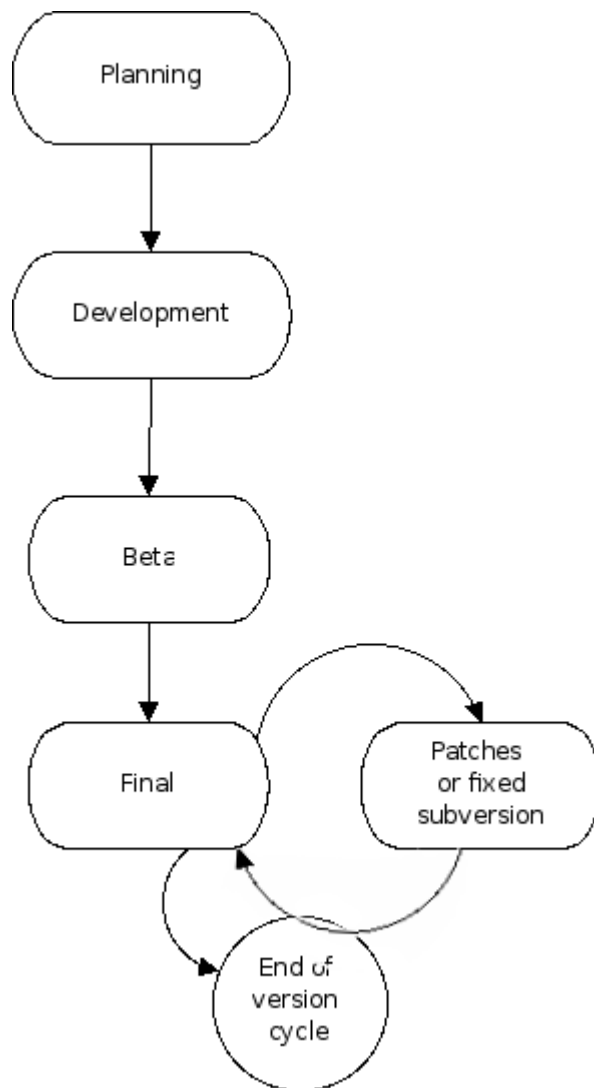 Planning
Development
Beta
Final
Patches
or fixed
subversion
End of
version
cycle